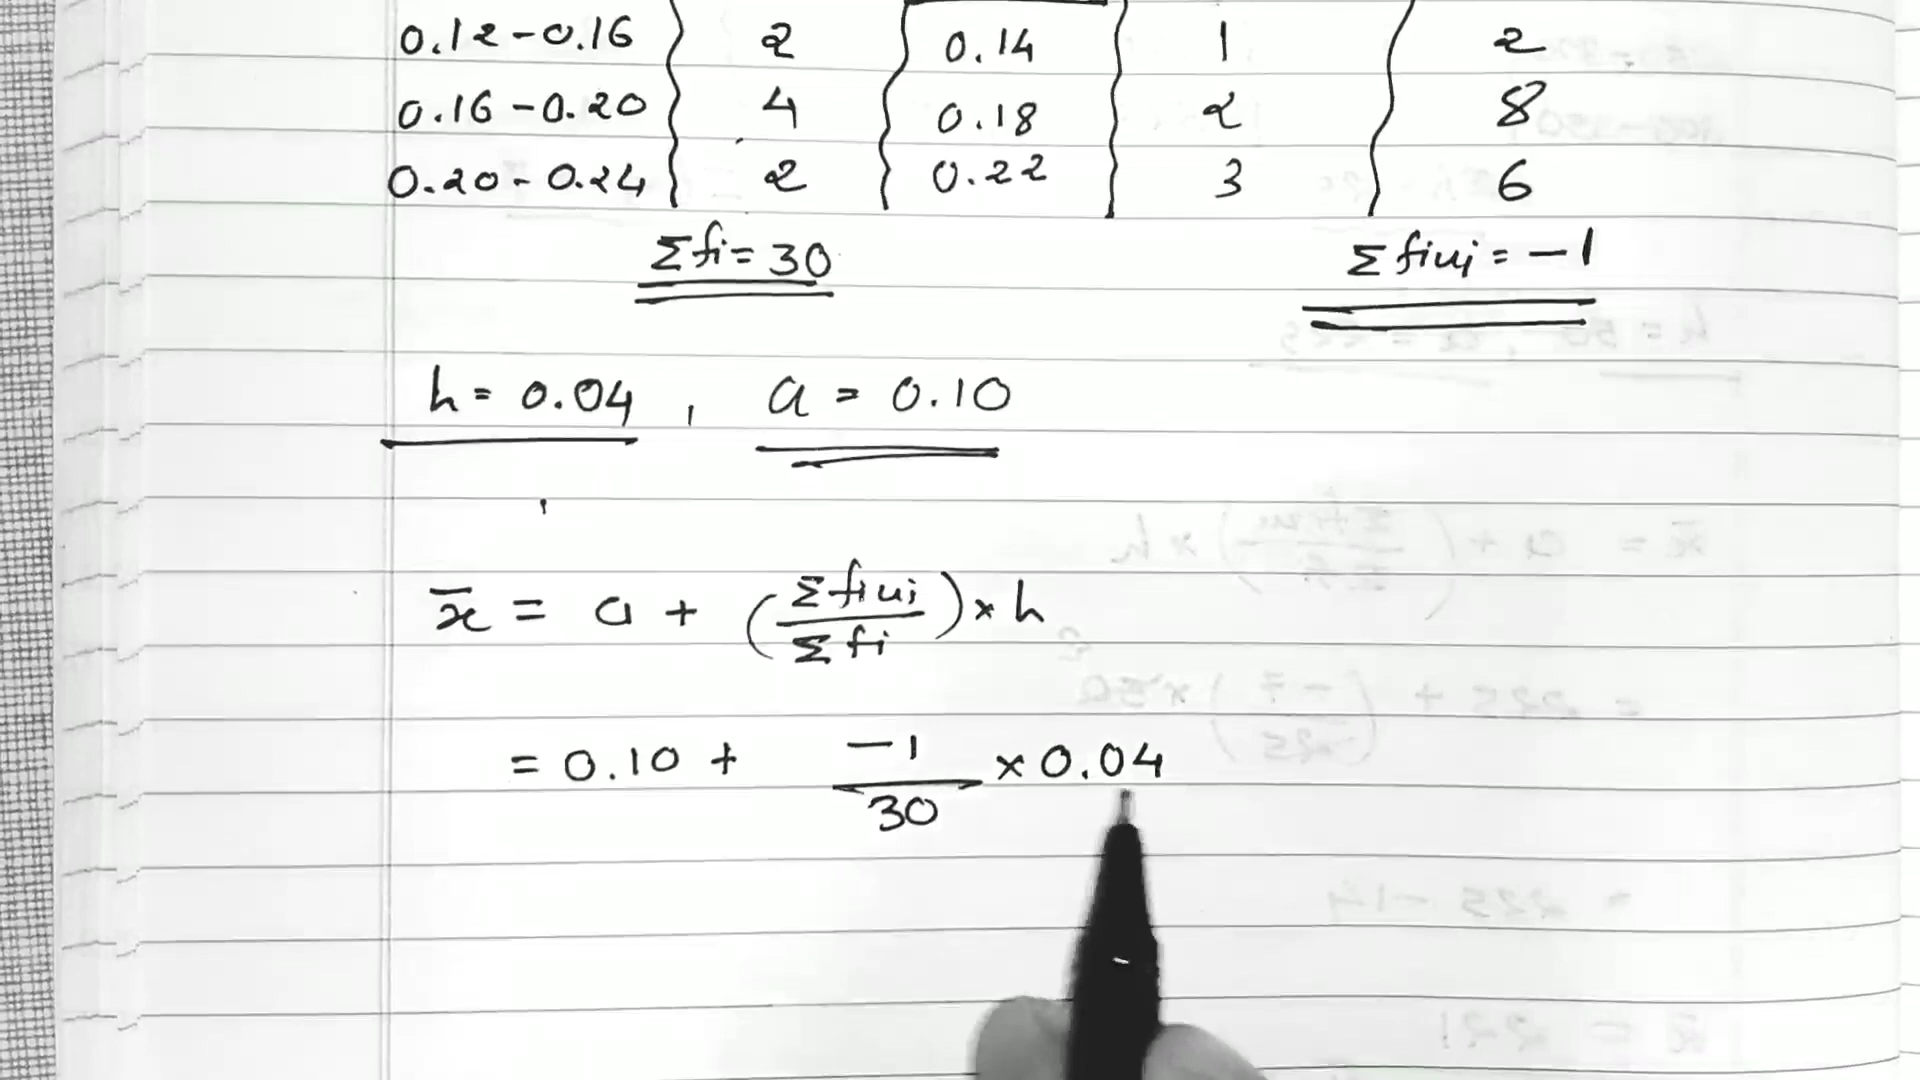 0.12-0.16 2 0.14 1 2
0.16-0.20 4 0.18 2 8
0.20-0.24 2 0.22 3 6
Σfi = 30 Σfiui = -1
h = 0.04 , a = 0.10
x̄ = a + (Σfiui / Σfi) × h
= 0.10 + -1/30 × 0.04